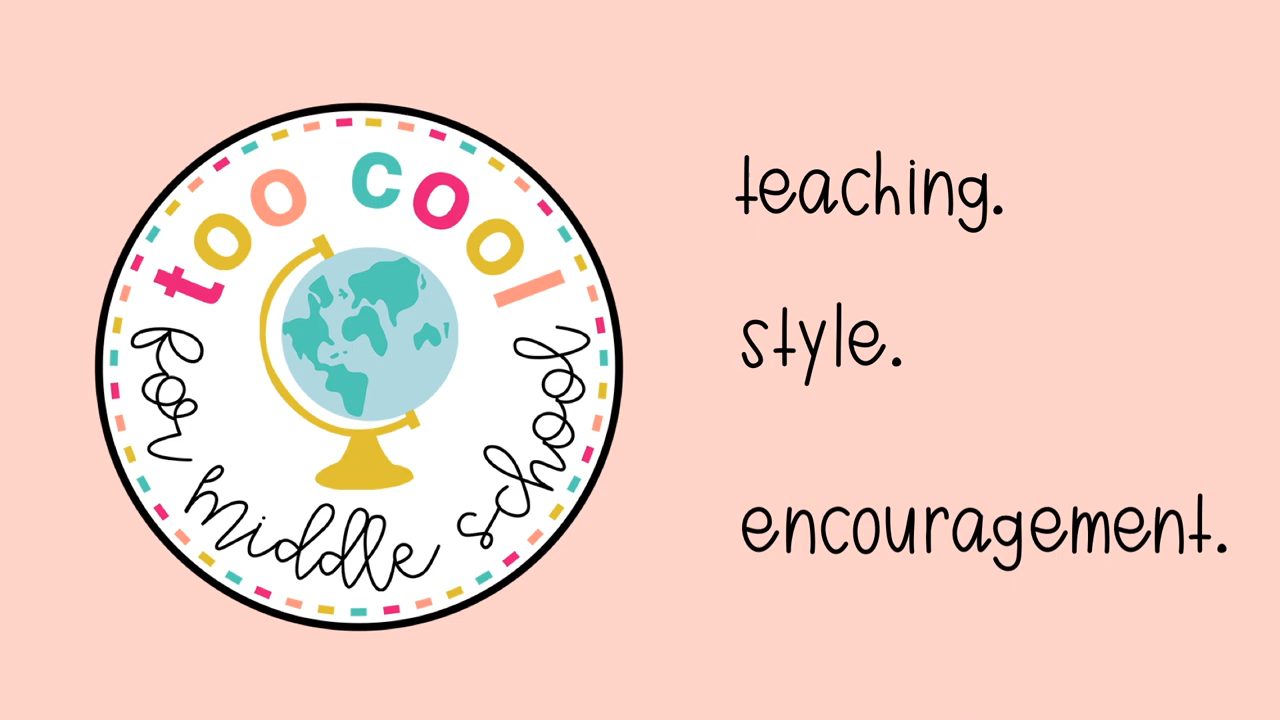 too cool
for middle school
teaching.
style.
encouragement.